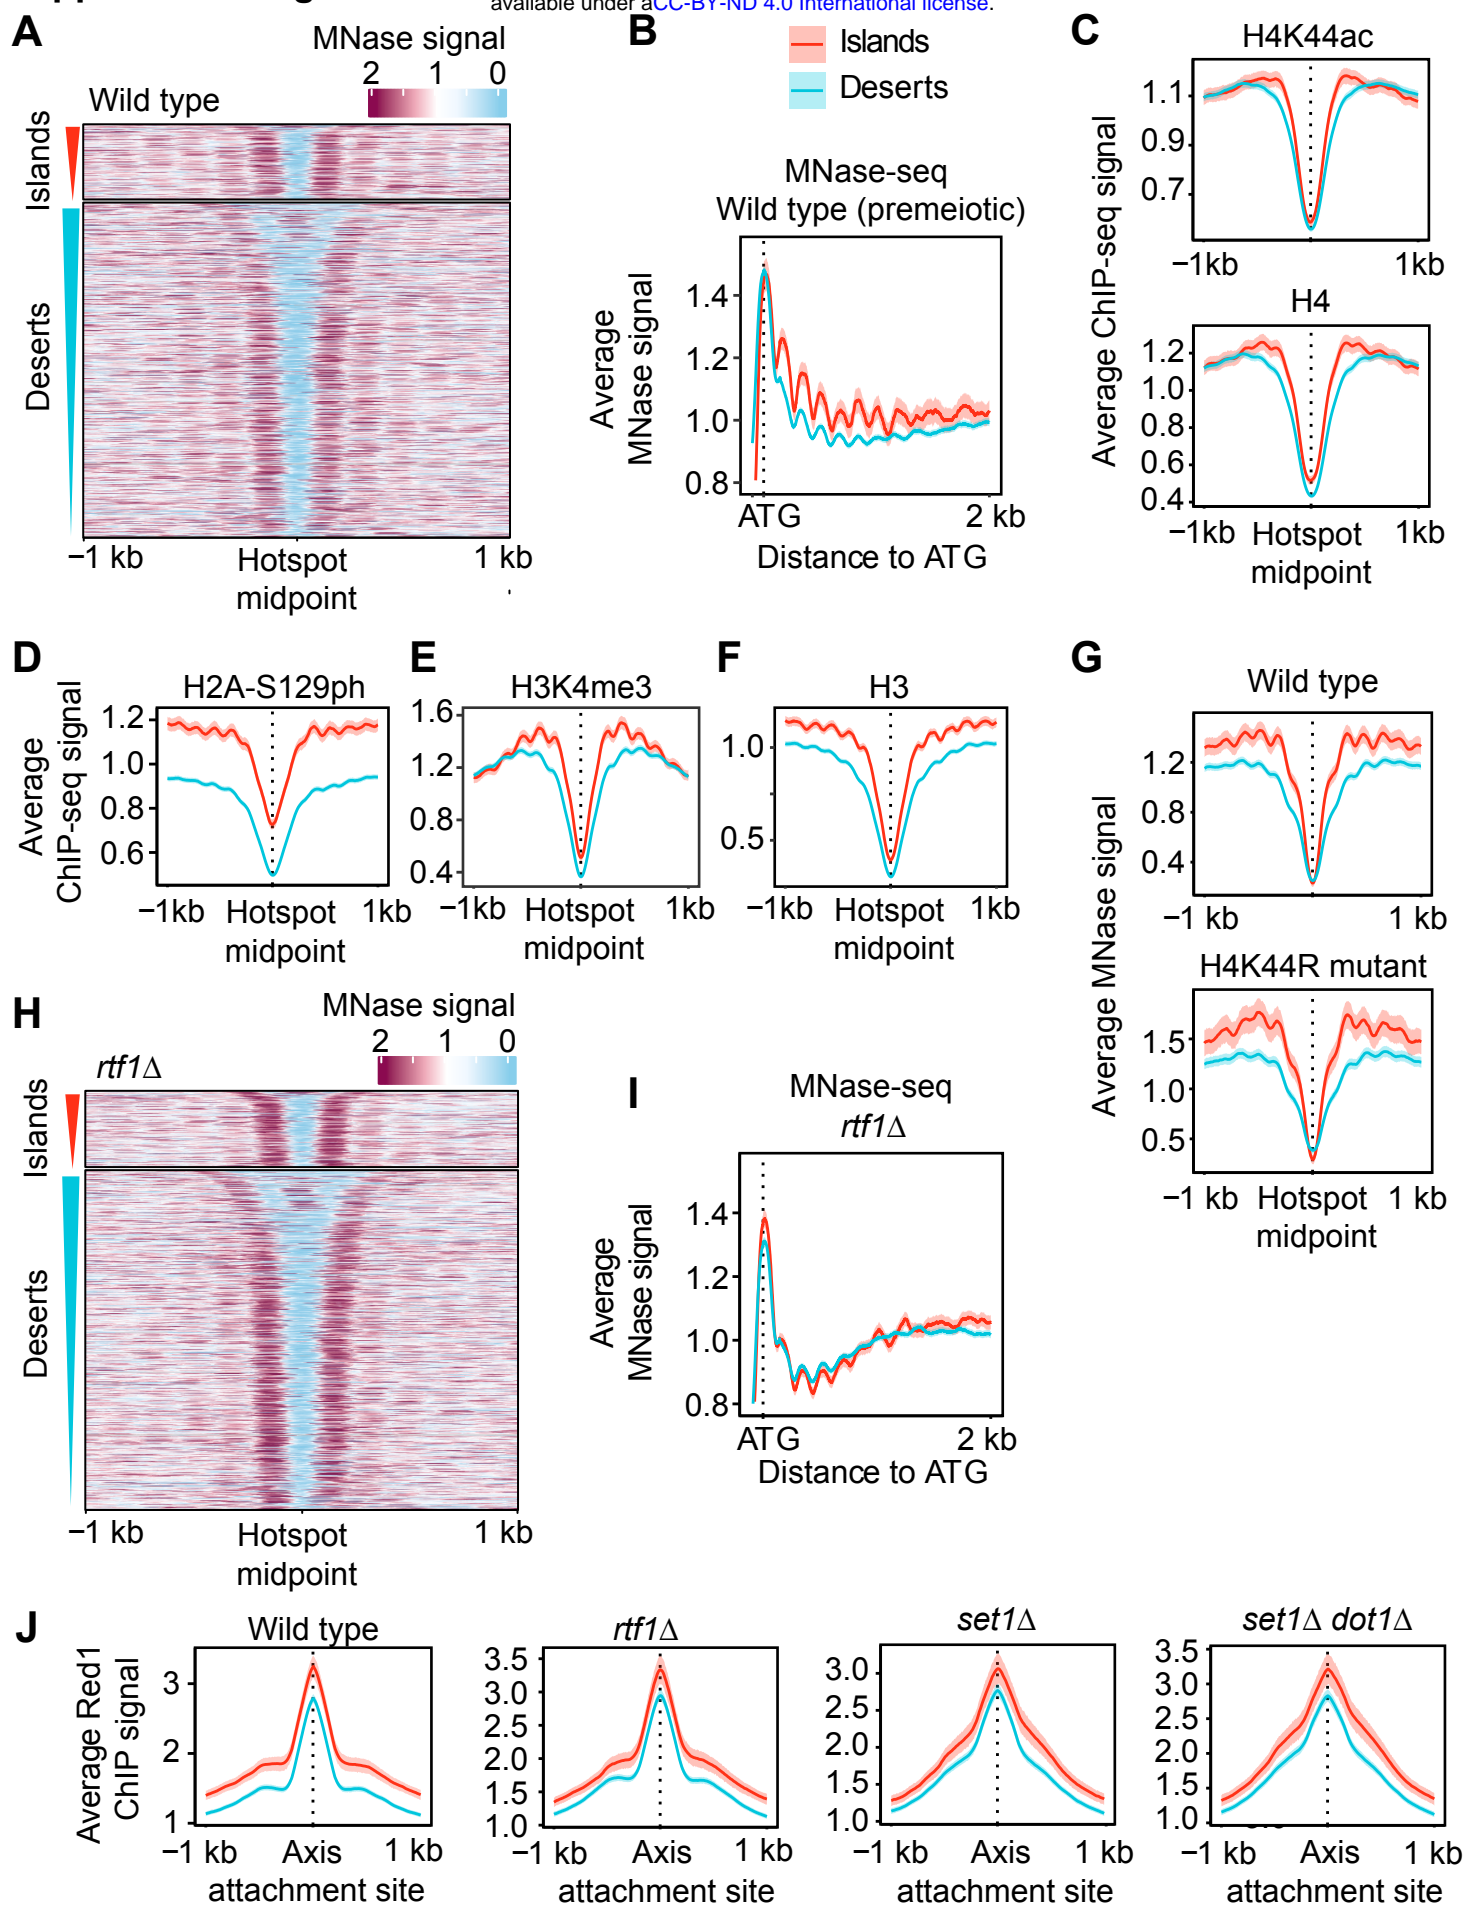 available under aCC-BY-ND 4.0 International license.
A
MNase signal
2 1 0
Wild type
Islands
Deserts
−1 kb
Hotspot
midpoint
1 kb
B
Islands
Deserts
MNase-seq
Wild type (premeiotic)
Average
MNase signal
1.4
1.2
1.0
0.8
ATG
2 kb
Distance to ATG
C
H4K44ac
Average ChIP-seq signal
1.1
0.9
0.7
−1kb
1kb
H4
1.2
1.0
0.8
0.6
0.4
−1kb
Hotspot
midpoint
1kb
D
H2A-S129ph
Average
ChIP-seq signal
1.2
1.0
0.8
0.6
−1kb
Hotspot
midpoint
1kb
E
H3K4me3
1.6
1.2
0.8
0.4
−1kb
Hotspot
midpoint
1kb
F
H3
1.0
0.5
−1kb
Hotspot
midpoint
1kb
G
Wild type
Average MNase signal
1.2
0.8
0.4
−1 kb
1 kb
H4K44R mutant
1.5
1.0
0.5
−1 kb
Hotspot
midpoint
1 kb
H
MNase signal
2 1 0
rtf1Δ
Islands
Deserts
−1 kb
Hotspot
midpoint
1 kb
I
MNase-seq
rtf1Δ
Average
MNase signal
1.4
1.2
1.0
0.8
ATG
2 kb
Distance to ATG
J
Wild type
Average Red1
ChIP signal
3
2
1
−1 kb
Axis
attachment site
1 kb
rtf1Δ
3.5
3.0
2.5
2.0
1.5
1.0
−1 kb
Axis
attachment site
1 kb
set1Δ
3.0
2.5
2.0
1.5
1.0
−1 kb
Axis
attachment site
1 kb
set1Δ dot1Δ
3.5
3.0
2.5
2.0
1.5
1.0
−1 kb
Axis
attachment site
1 kb